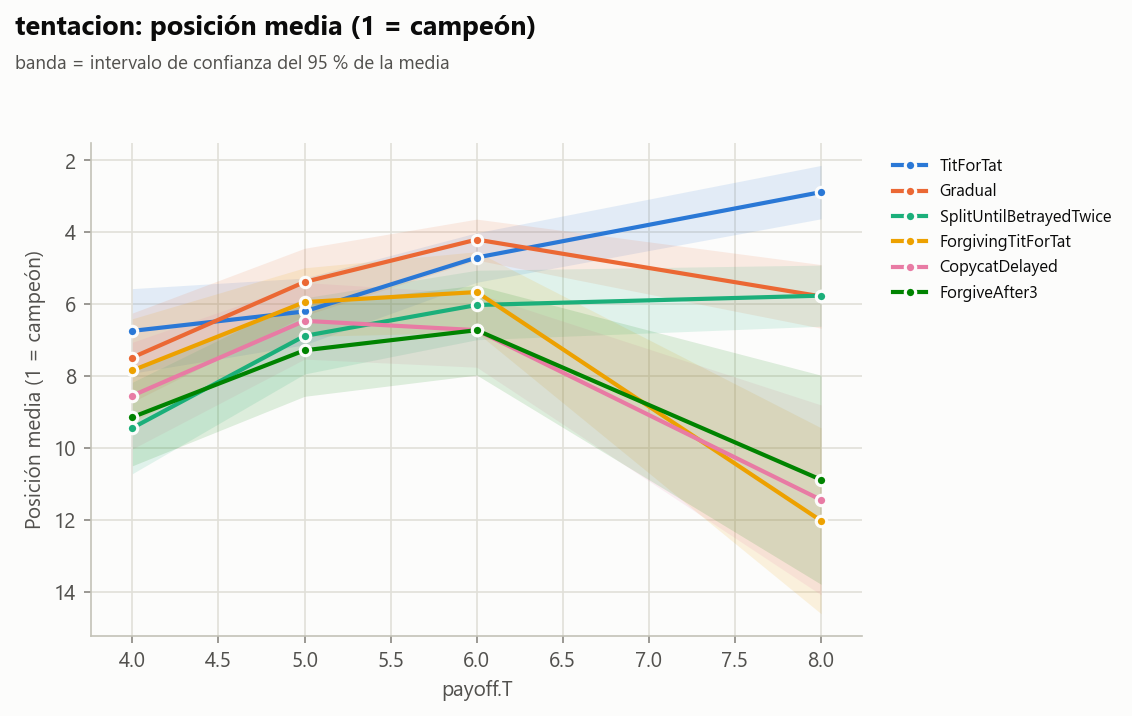 tentacion: posición media (1 = campeón)
banda = intervalo de confianza del 95 % de la media
Posición media (1 = campeón)
2
4
6
8
10
12
14
4.0 4.5 5.0 5.5 6.0 6.5 7.0 7.5 8.0
payoff.T
TitForTat
Gradual
SplitUntilBetrayedTwice
ForgivingTitForTat
CopycatDelayed
ForgiveAfter3